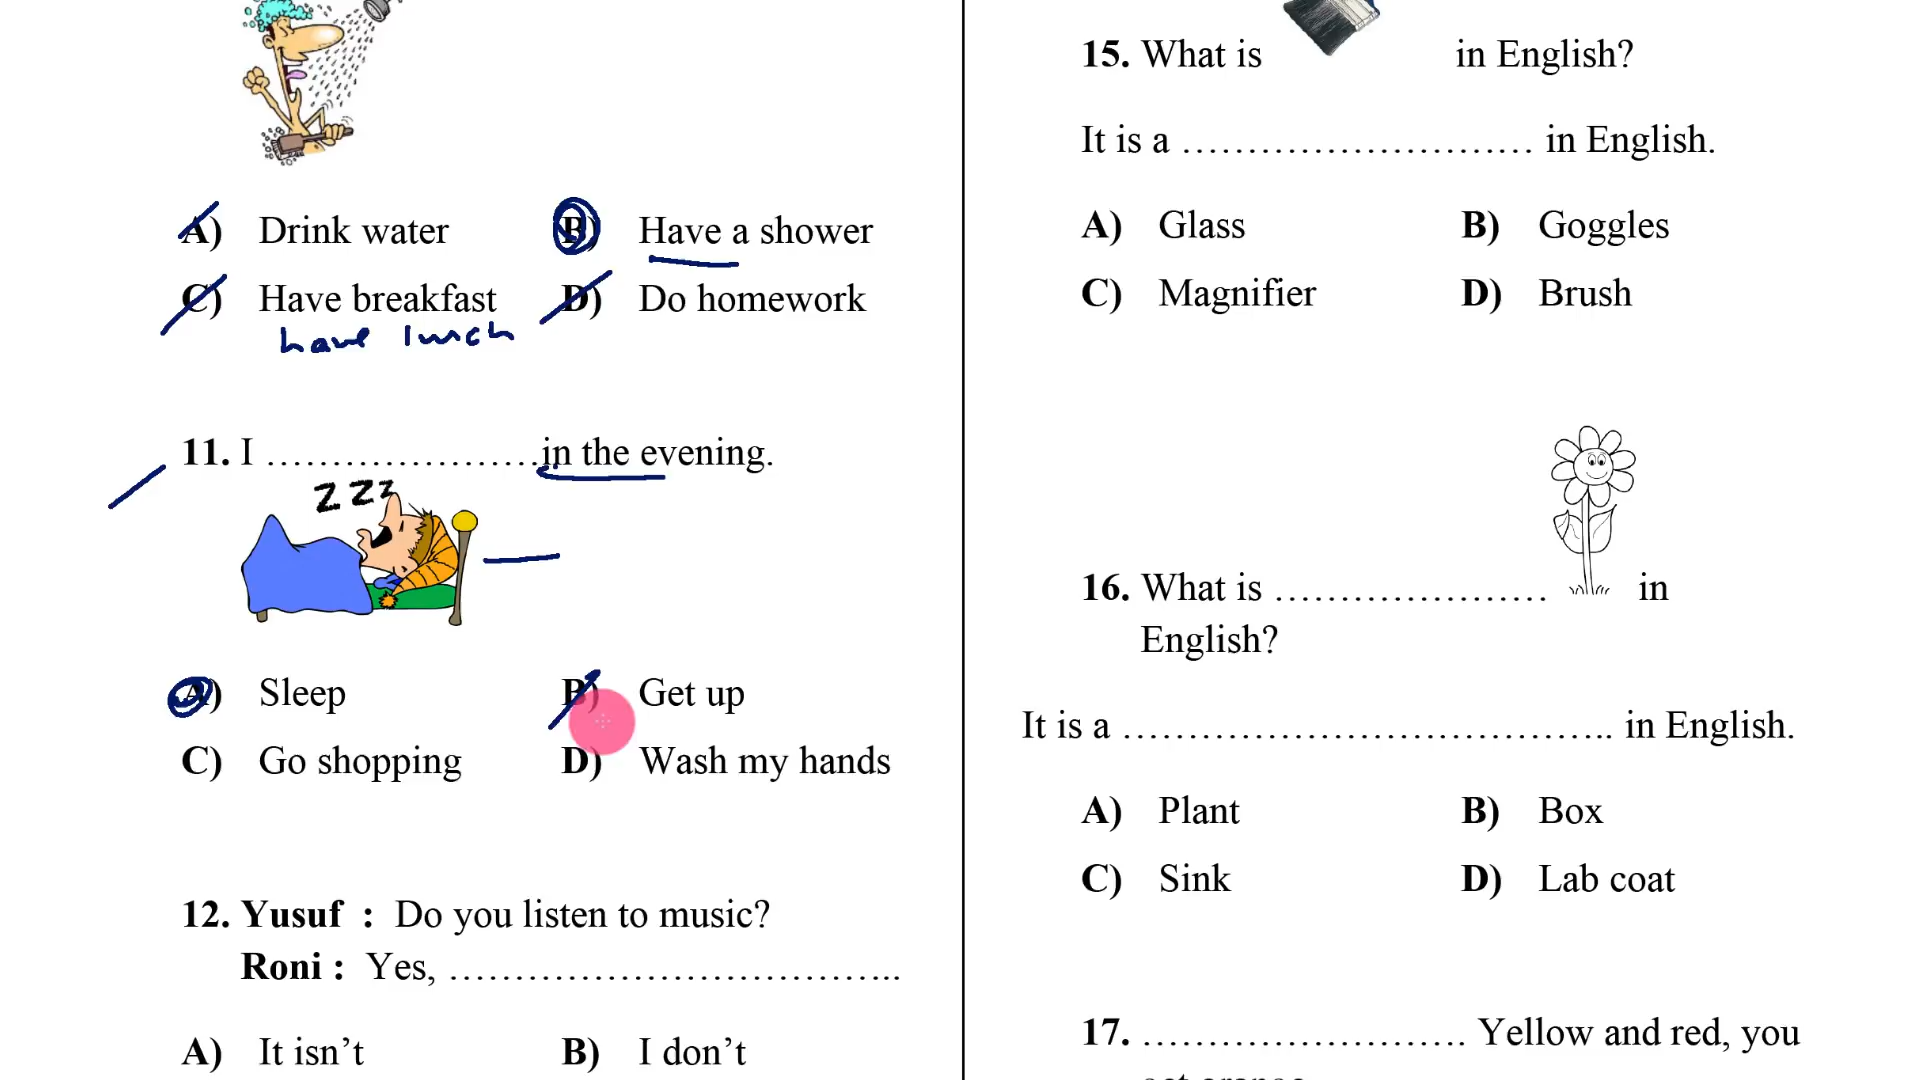 A) Drink water B) Have a shower
C) Have breakfast D) Do homework
have lunch
11. I ………………… in the evening.
Z Z Z
A) Sleep B) Get up
C) Go shopping D) Wash my hands
12. Yusuf : Do you listen to music?
Roni : Yes, ……………………………..
A) It isn’t B) I don’t
15. What is in English?
It is a ……………………… in English.
A) Glass B) Goggles
C) Magnifier D) Brush
16. What is ………………… in
English?
It is a ……………………………….. in English.
A) Plant B) Box
C) Sink D) Lab coat
17. ……………………. Yellow and red, you